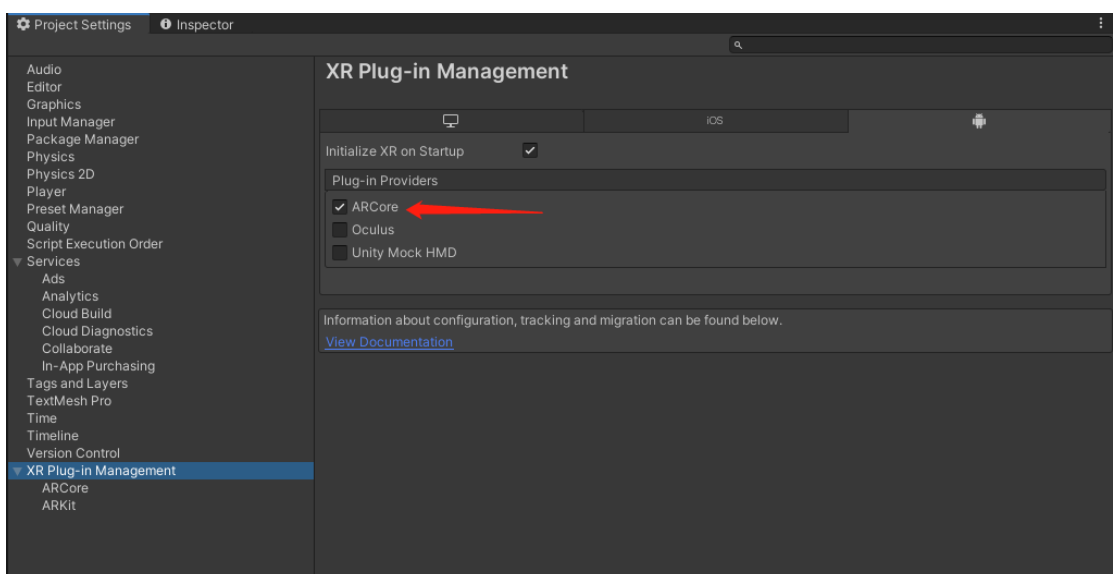 Project Settings
Inspector
Audio
Editor
Graphics
Input Manager
Package Manager
Physics
Physics 2D
Player
Preset Manager
Quality
Script Execution Order
Services
Ads
Analytics
Cloud Build
Cloud Diagnostics
Collaborate
In-App Purchasing
Tags and Layers
TextMesh Pro
Time
Timeline
Version Control
XR Plug-in Management
ARCore
ARKit
XR Plug-in Management
iOS
Initialize XR on Startup
Plug-in Providers
ARCore
Oculus
Unity Mock HMD
Information about configuration, tracking and migration can be found below.
View Documentation